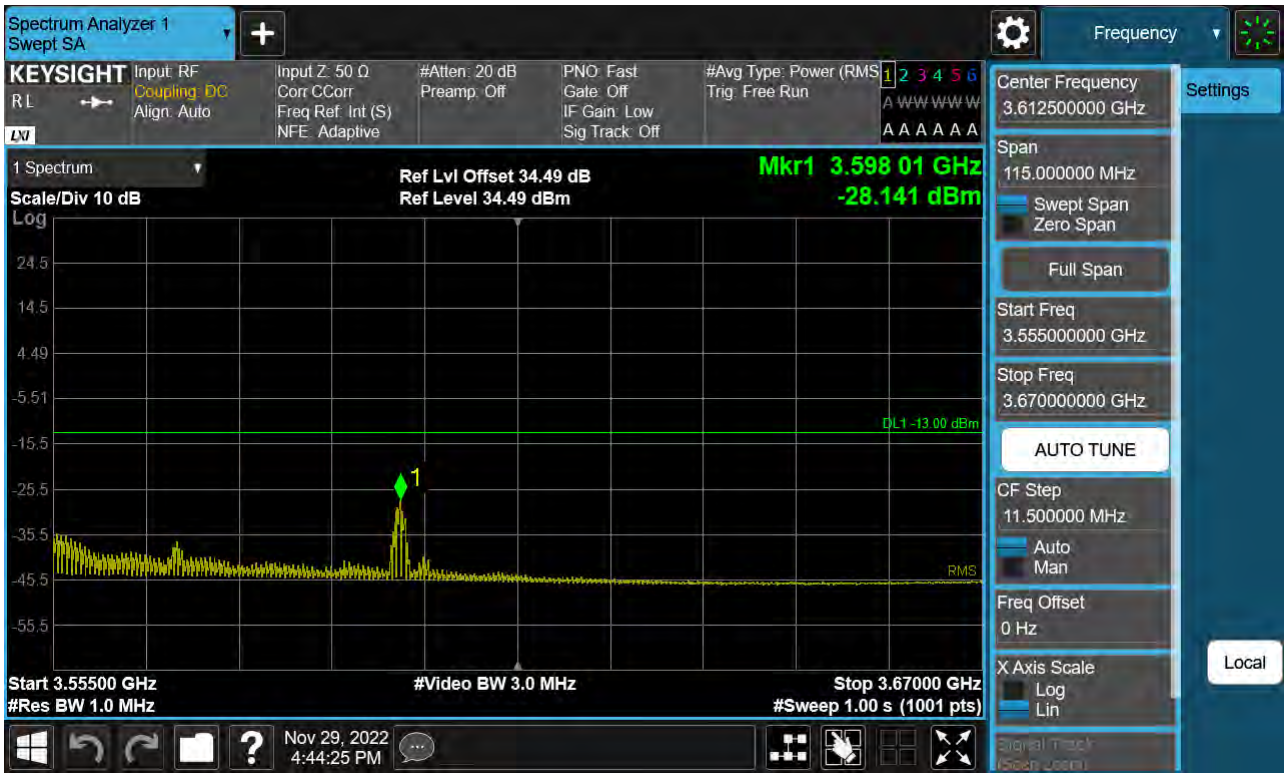 Spectrum Analyzer 1
Swept SA
+
Frequency
KEYSIGHT
R L
LXI
Input: RF
Coupling: DC
Align: Auto
Input Z: 50 Ω
Corr CCorr
Freq Ref: Int (S)
NFE: Adaptive
#Atten: 20 dB
Preamp: Off
PNO: Fast
Gate: Off
IF Gain: Low
Sig Track: Off
#Avg Type: Power (RMS
Trig: Free Run
1 2 3 4 5 6
A W W W W W
A A A A A A
1 Spectrum
Scale/Div 10 dB
Log
Ref Lvl Offset 34.49 dB
Ref Level 34.49 dBm
Mkr1 3.598 01 GHz
-28.141 dBm
24.5
14.5
4.49
-5.51
-15.5
-25.5
-35.5
-45.5
-55.5
DL1 -13.00 dBm
1
RMS
Start 3.55500 GHz
#Res BW 1.0 MHz
#Video BW 3.0 MHz
Stop 3.67000 GHz
#Sweep 1.00 s (1001 pts)
Center Frequency
3.612500000 GHz
Span
115.000000 MHz
Swept Span
Zero Span
Full Span
Start Freq
3.555000000 GHz
Stop Freq
3.670000000 GHz
AUTO TUNE
CF Step
11.500000 MHz
Auto
Man
Freq Offset
0 Hz
X Axis Scale
Log
Lin
Signal Track
(Span Zoom)
Settings
Local
?
Nov 29, 2022
4:44:25 PM